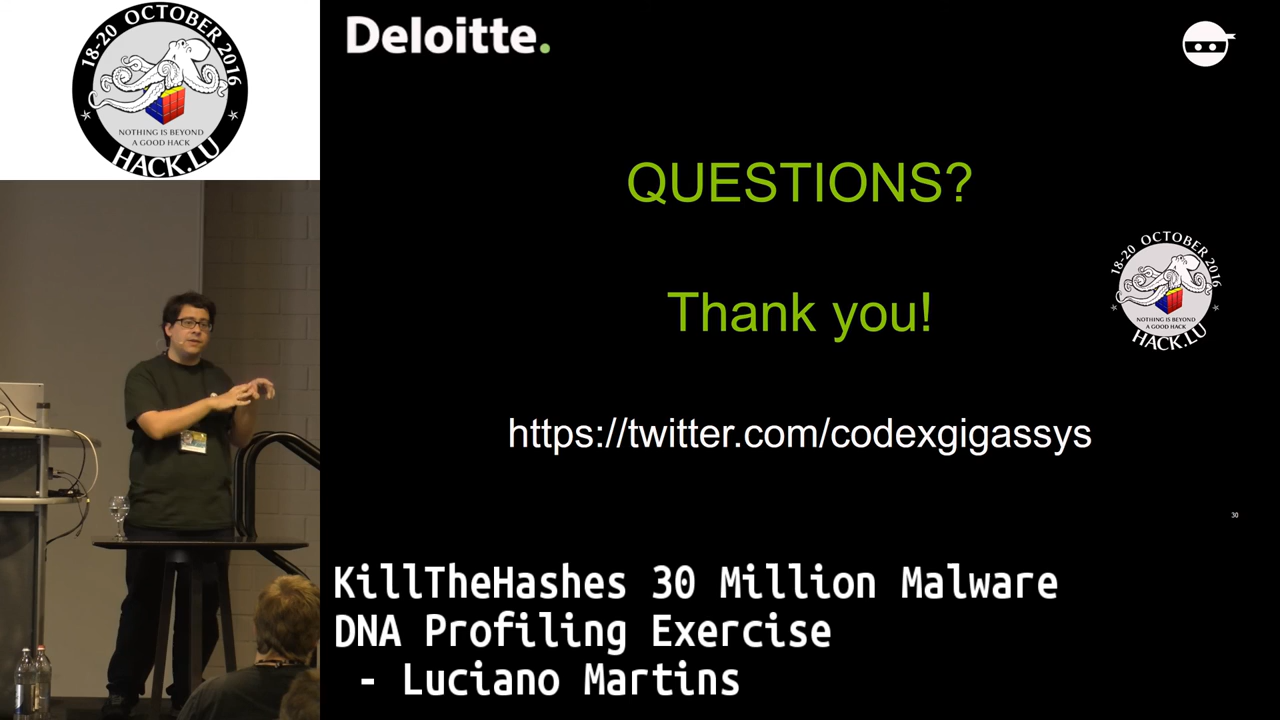 18-20 OCTOBER 2016
NOTHING IS BEYOND
A GOOD HACK
HACK.LU
Deloitte.
QUESTIONS?
Thank you!
18-20 OCTOBER 2016
NOTHING IS BEYOND
A GOOD HACK
HACK.LU
https://twitter.com/codexgigassys
30
KillTheHashes 30 Million Malware
DNA Profiling Exercise
- Luciano Martins